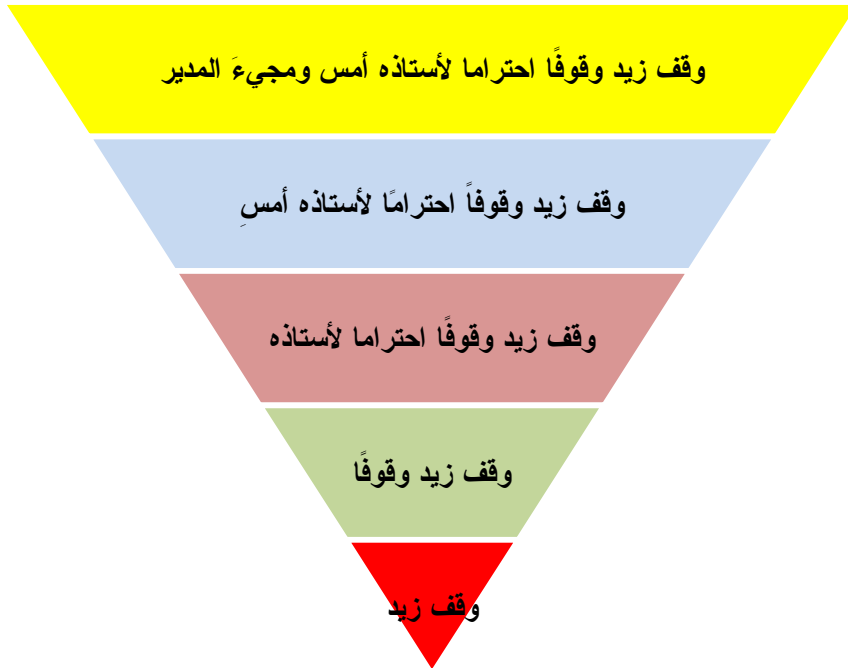 وقف زيد وقوفًا احتراما لأستاذه أمس ومجيءَ المدير
وقف زيد وقوفاً احترامًا لأستاذه أمسِ
وقف زيد وقوفًا احتراما لأستاذه
وقف زيد وقوفًا
وقف زيد